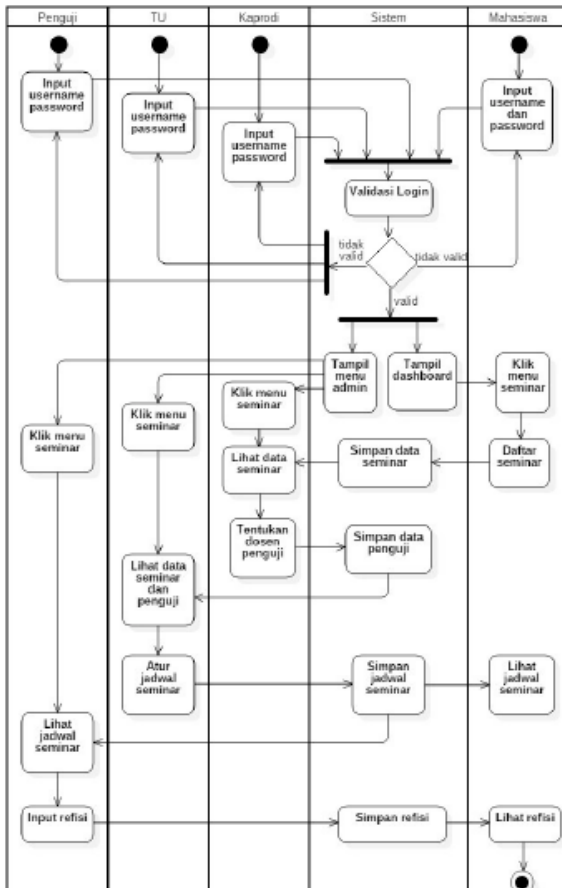 Penguji
TU
Kaprodi
Sistem
Mahasiswa
Input
username
password
Input
username
password
Input
username
password
Input
username
dan
password
Validasi Login
tidak
valid
tidak valid
valid
Tampil
menu
admin
Tampil
dashboard
Klik
menu
seminar
Klik menu
seminar
Klik menu
seminar
Klik menu
seminar
Lihat data
seminar
Simpan data
seminar
Daftar
seminar
Tentukan
dosen
penguji
Simpan data
penguji
Lihat data
seminar
dan
penguji
Atur
jadwal
seminar
Simpan
jadwal
seminar
Lihat
jadwal
seminar
Lihat
jadwal
seminar
Input refisi
Simpan refisi
Lihat refisi